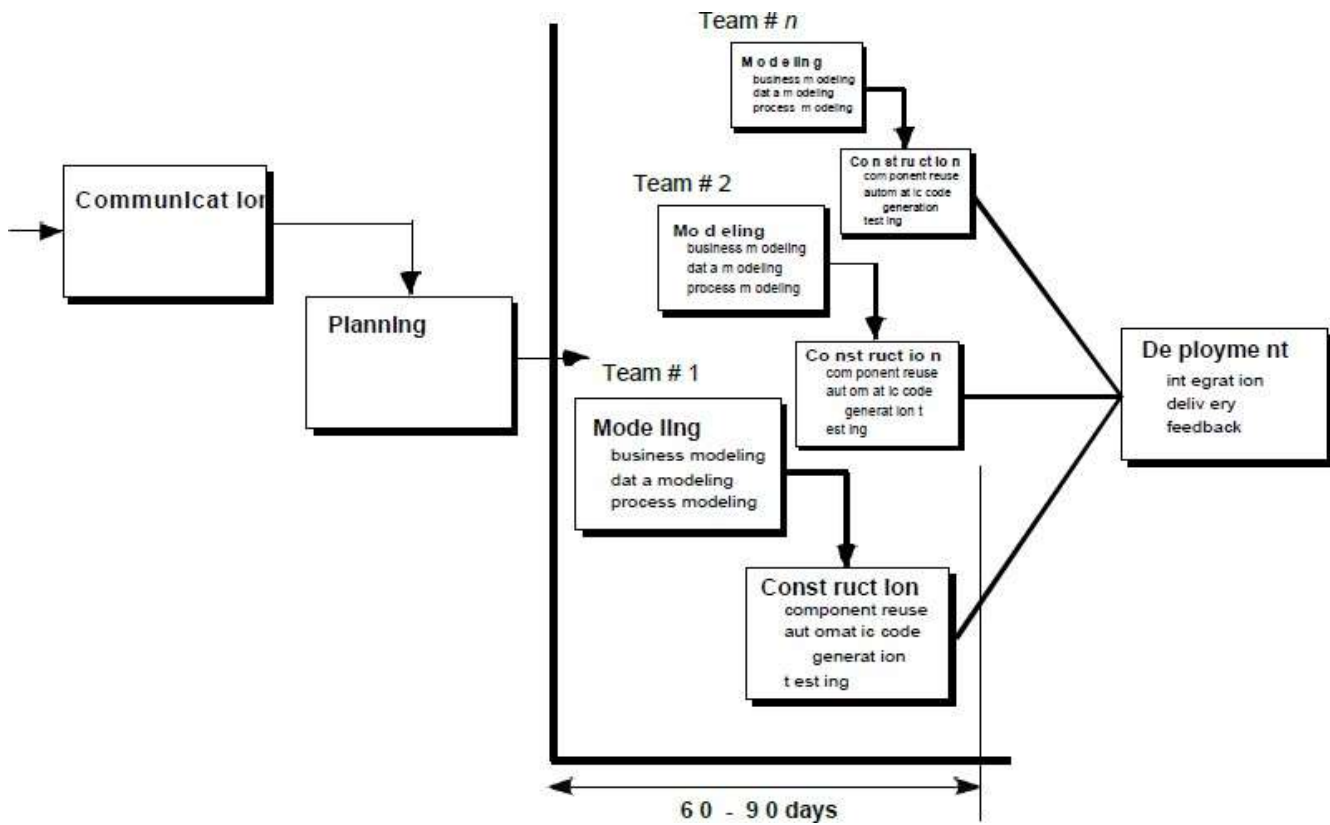 Team # n
Modeling
business modeling
data modeling
process modeling
Construction
component reuse
automatic code
generation
testing
Team # 2
Modeling
business modeling
data modeling
process modeling
Construction
component reuse
automatic code
generation t
esting
Communication
Planning
Team # 1
Modeling
business modeling
data modeling
process modeling
Construction
component reuse
automatic code
generation
testing
Deployment
integration
delivery
feedback
60 - 90 days